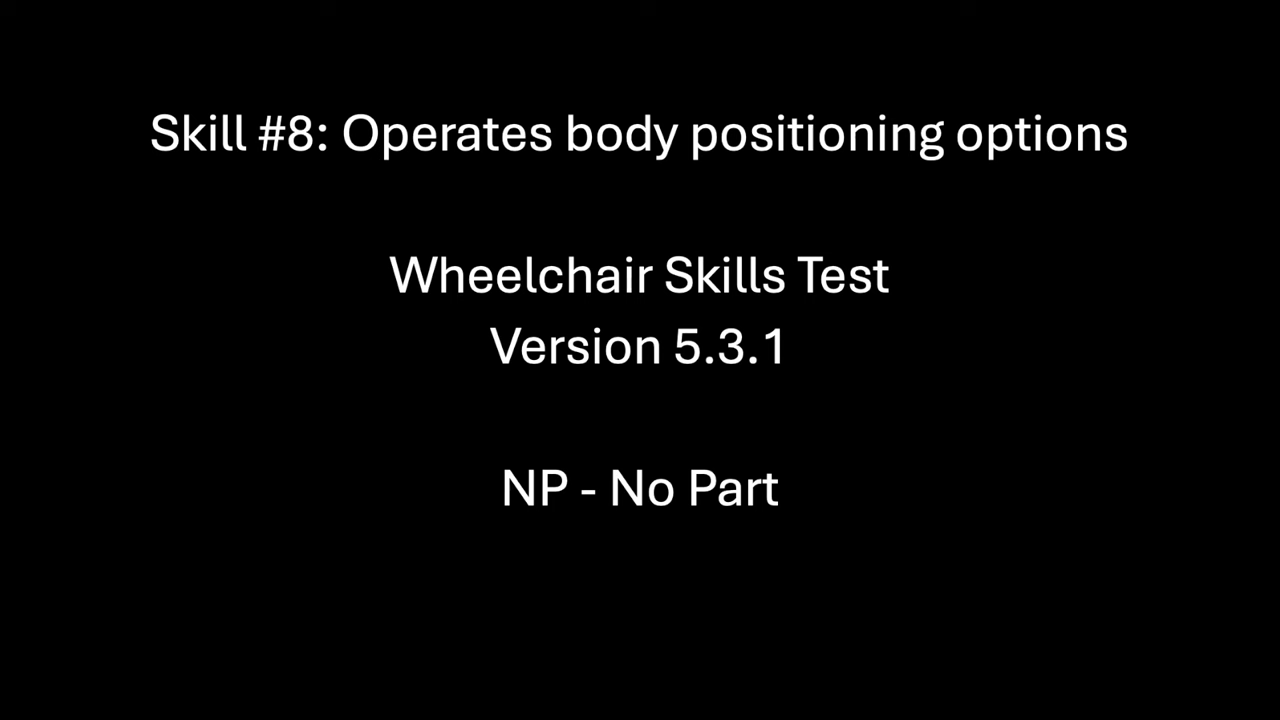 Skill #8: Operates body positioning options
Wheelchair Skills Test
Version 5.3.1
NP - No Part